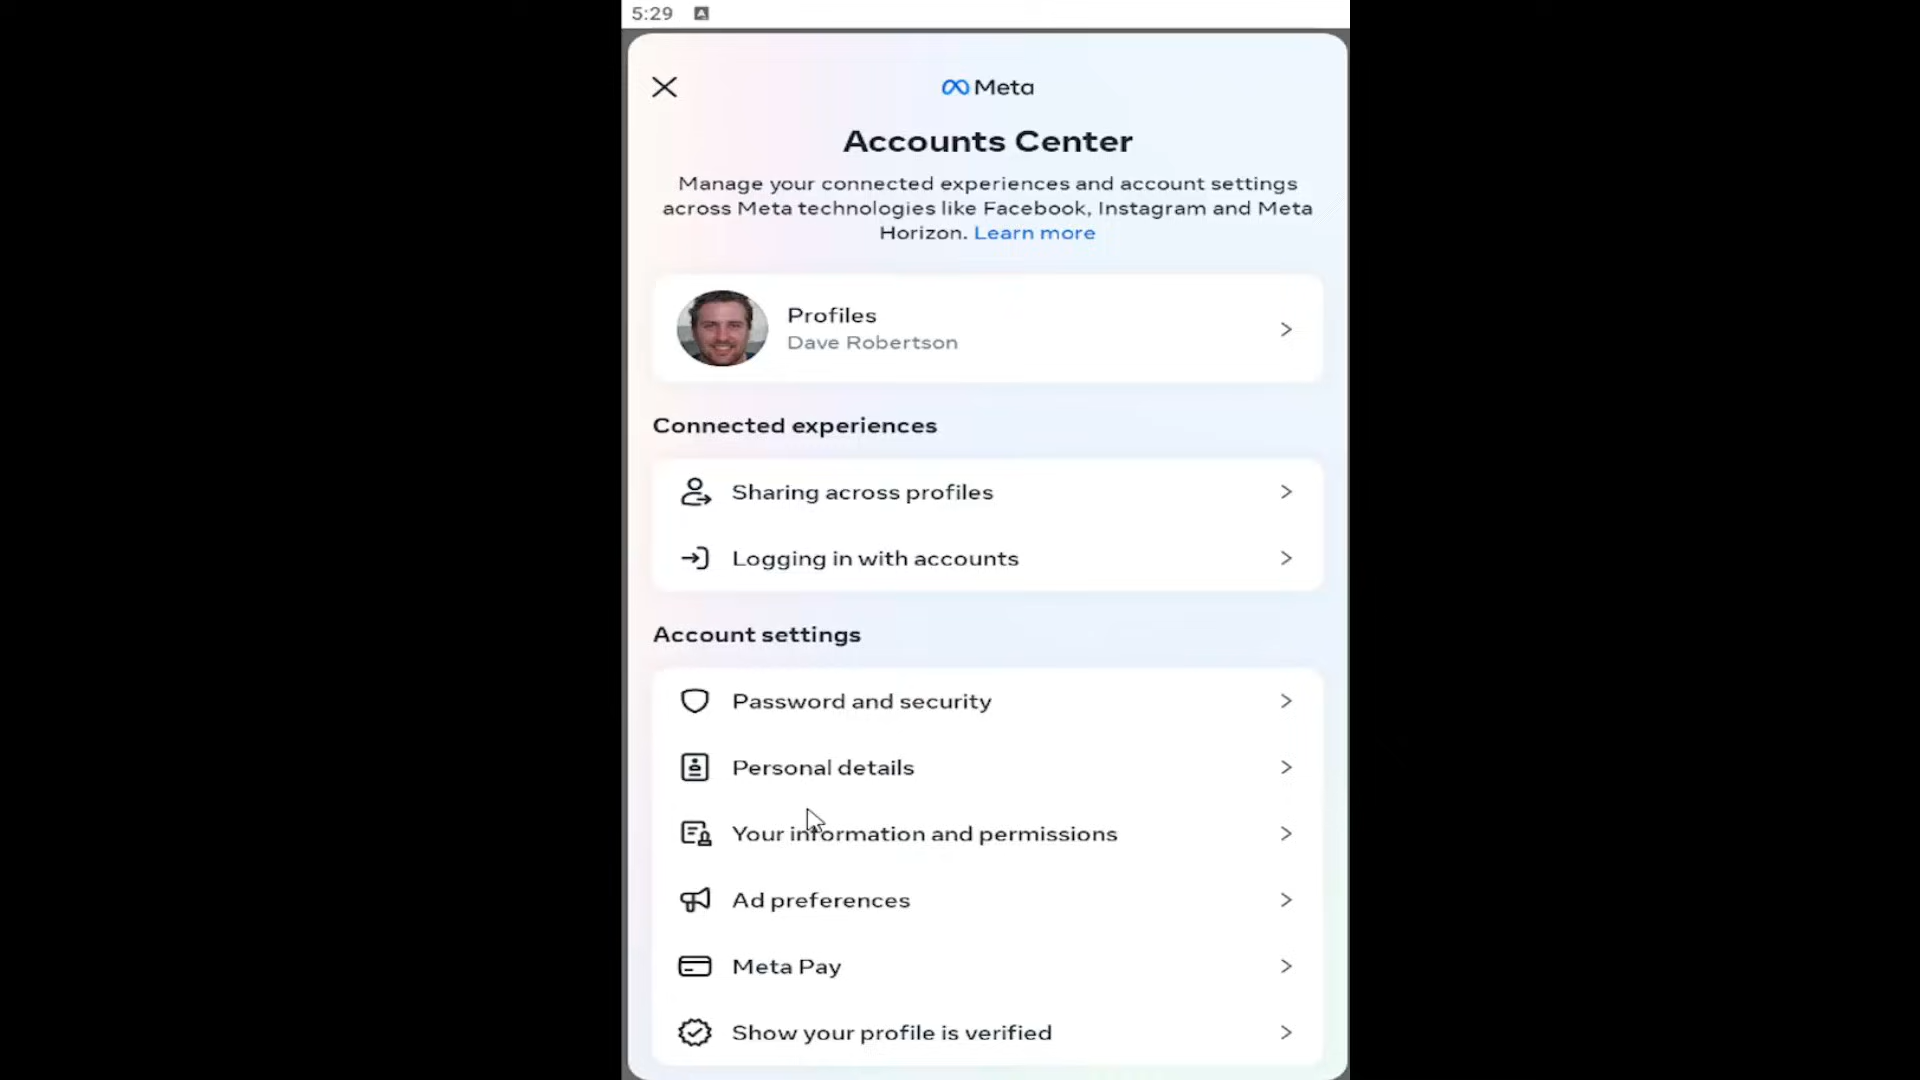 5:29
Meta
Accounts Center
Manage your connected experiences and account settings
across Meta technologies like Facebook, Instagram and Meta
Horizon. Learn more
Profiles
Dave Robertson
Connected experiences
Sharing across profiles
Logging in with accounts
Account settings
Password and security
Personal details
Your information and permissions
Ad preferences
Meta Pay
Show your profile is verified